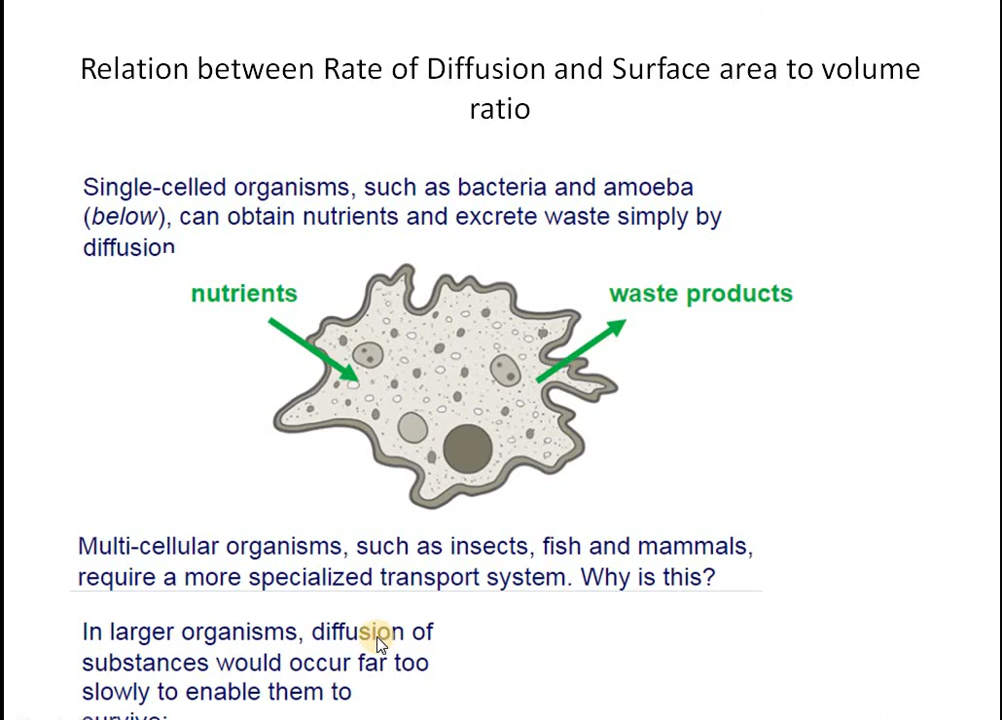 Relation between Rate of Diffusion and Surface area to volume
ratio
Single-celled organisms, such as bacteria and amoeba
(below), can obtain nutrients and excrete waste simply by
diffusion
nutrients
waste products
Multi-cellular organisms, such as insects, fish and mammals,
require a more specialized transport system. Why is this?
In larger organisms, diffusion of
substances would occur far too
slowly to enable them to